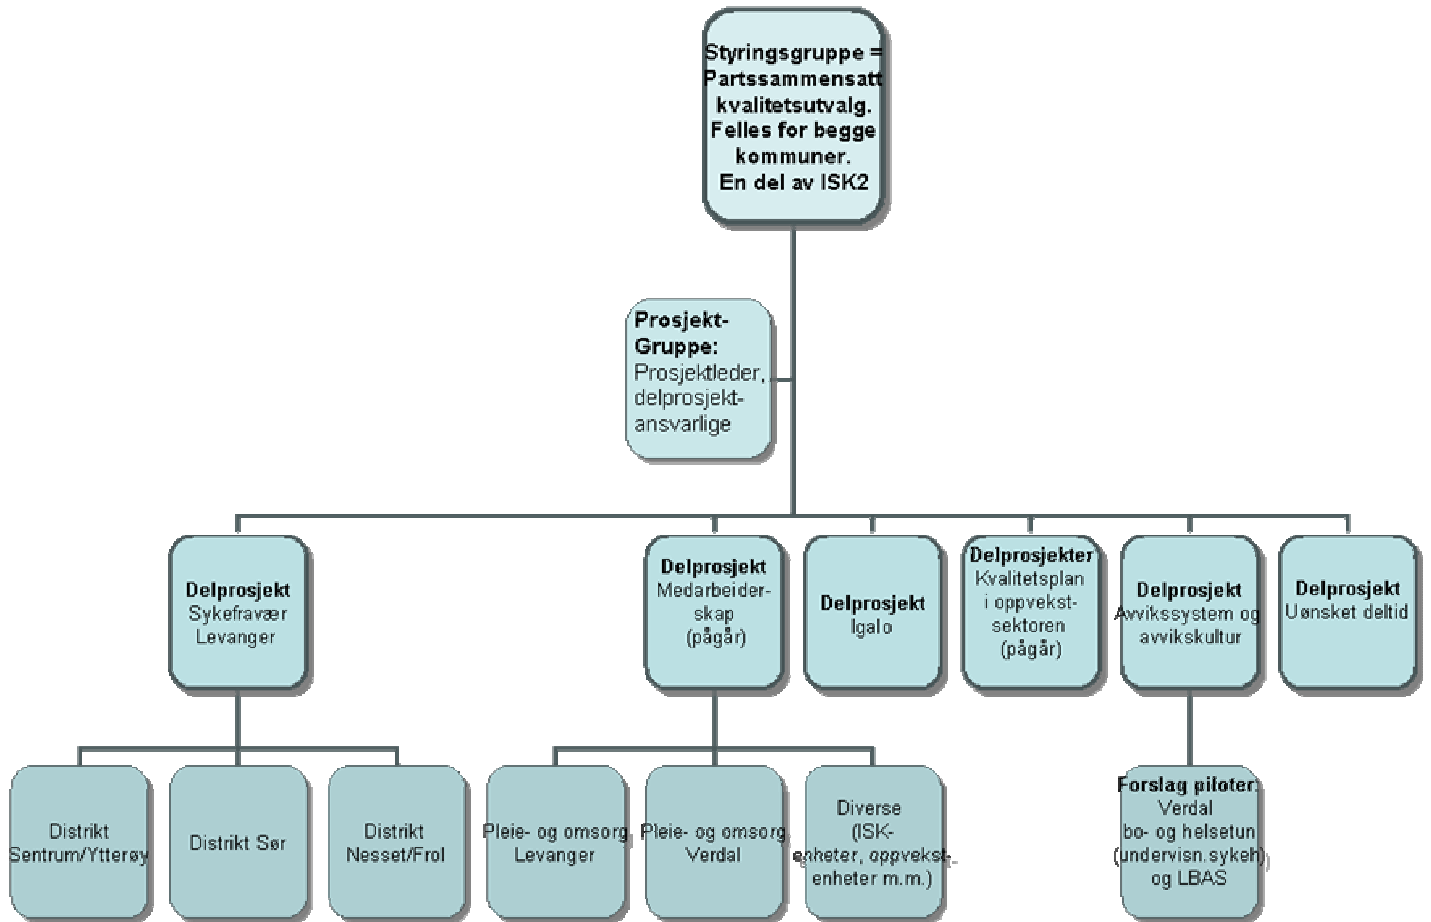 Styringsgruppe =
Partssammensatt
kvalitetsutvalg.
Felles for begge
kommuner.
En del av ISK2
Prosjekt-
Gruppe:
Prosjektleder,
delprosjekt-
ansvarlige
Delprosjekt
Sykefravær
Levanger
Delprosjekt
Medarbeider-
skap
(pågår)
Delprosjekt
Igalo
Delprosjekter
Kvalitetsplan
i oppvekst-
sektoren
(pågår)
Delprosjekt
Avvikssystem og
avvikskultur
Delprosjekt
Uønsket deltid
Distrikt
Sentrum/Ytterøy
Distrikt Sør
Distrikt
Nesset/Frol
Pleie- og omsorg,
Levanger
Pleie- og omsorg,
Verdal
Diverse
(ISK-
enheter, oppvekst-
enheter m.m.)
Forslag piloter:
Verdal
bo- og helsetun
(undervisn.sykeh)
og LBAS